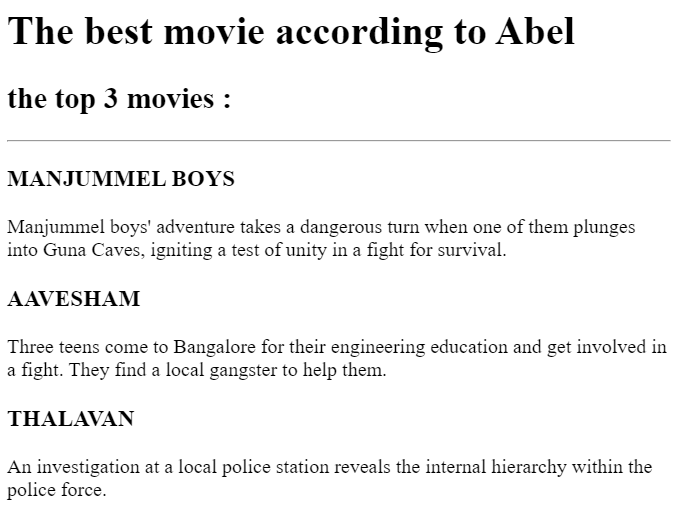 The best movie according to Abel
the top 3 movies :
MANJUMMEL BOYS
Manjummel boys' adventure takes a dangerous turn when one of them plunges
into Guna Caves, igniting a test of unity in a fight for survival.
AAVESHAM
Three teens come to Bangalore for their engineering education and get involved in
a fight. They find a local gangster to help them.
THALAVAN
An investigation at a local police station reveals the internal hierarchy within the
police force.